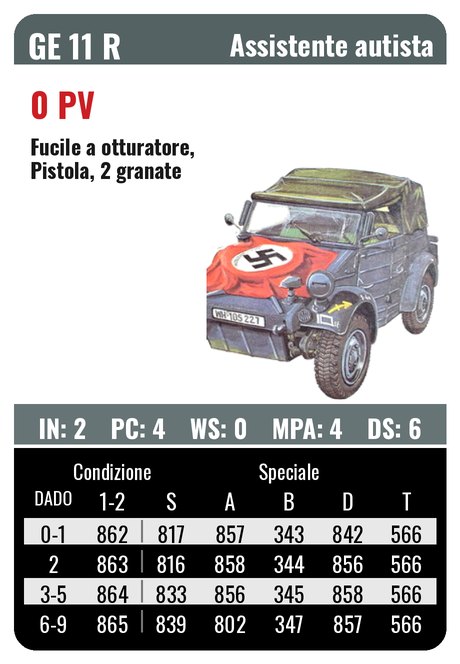 GE 11 R Assistente autista
0 PV
Fucile a otturatore,
Pistola, 2 granate
WH-105 227
IN: 2 PC: 4 WS: 0 MPA: 4 DS: 6
Condizione Speciale
DADO 1-2 S A B D T
0-1 862 817 857 343 842 566
2 863 816 858 344 856 566
3-5 864 833 856 345 858 566
6-9 865 839 802 347 857 566